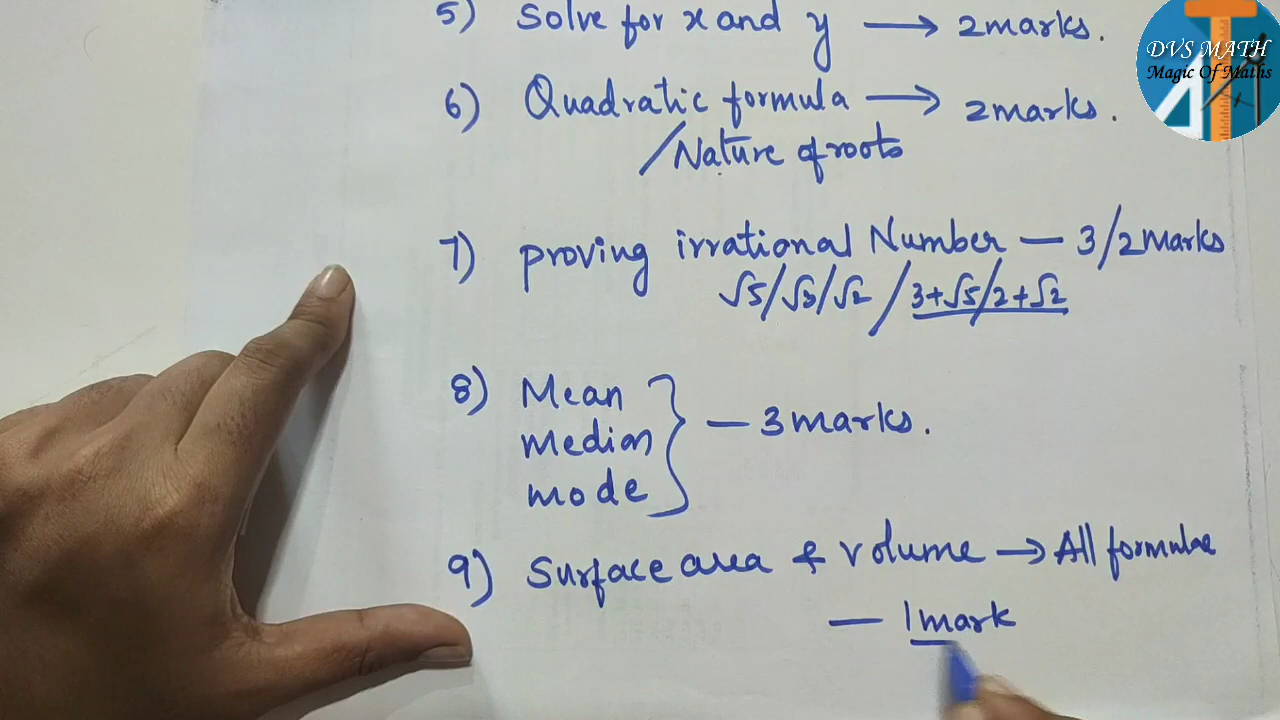 5) Solve for x and y → 2marks.
DVS MATH
Magic Of Maths
6) Quadratic formula → 2marks.
/Nature of roots
7) proving irrational Number — 3/2marks
√5/√3/√2 / 3+√5/2+√2
8) Mean
median
mode } — 3marks.
9) Surface area & volume → All formulae
— 1mark